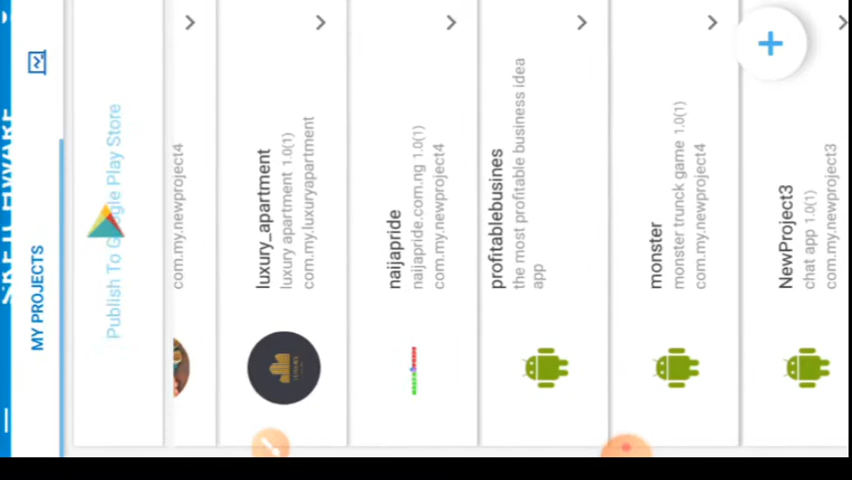 SKETCHWARE
MY PROJECTS
Publish To Google Play Store
com.my.newproject4
luxury_apartment
luxury apartment 1.0(1)
com.my.luxuryapartment
naijapride
naijapride.com.ng 1.0(1)
com.my.newproject4
profitablebusines
the most profitable business idea
app
monster
monster trunck game 1.0(1)
com.my.newproject4
NewProject3
chat app 1.0(1)
com.my.newproject3